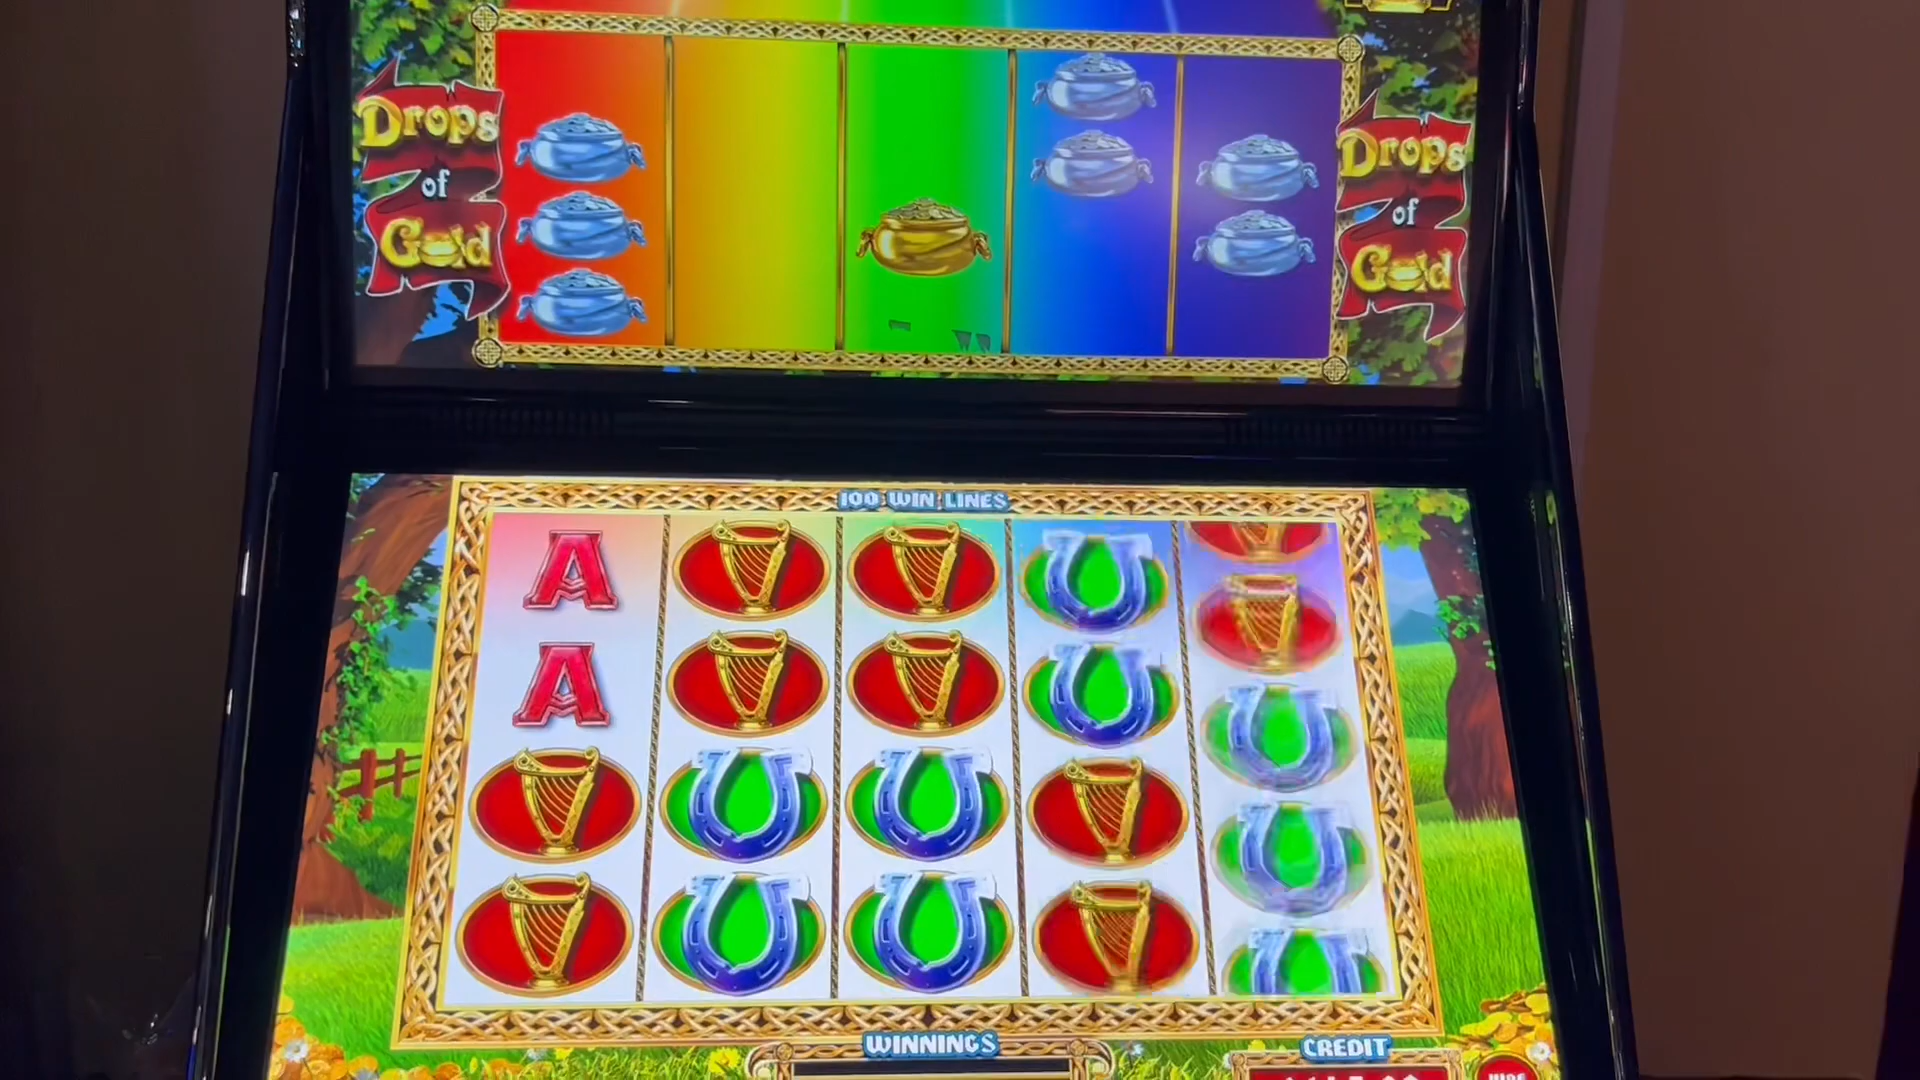 Drops
of
Gold
Drops
of
Gold
100 WIN LINES
A
A
WINNINGS
CREDIT